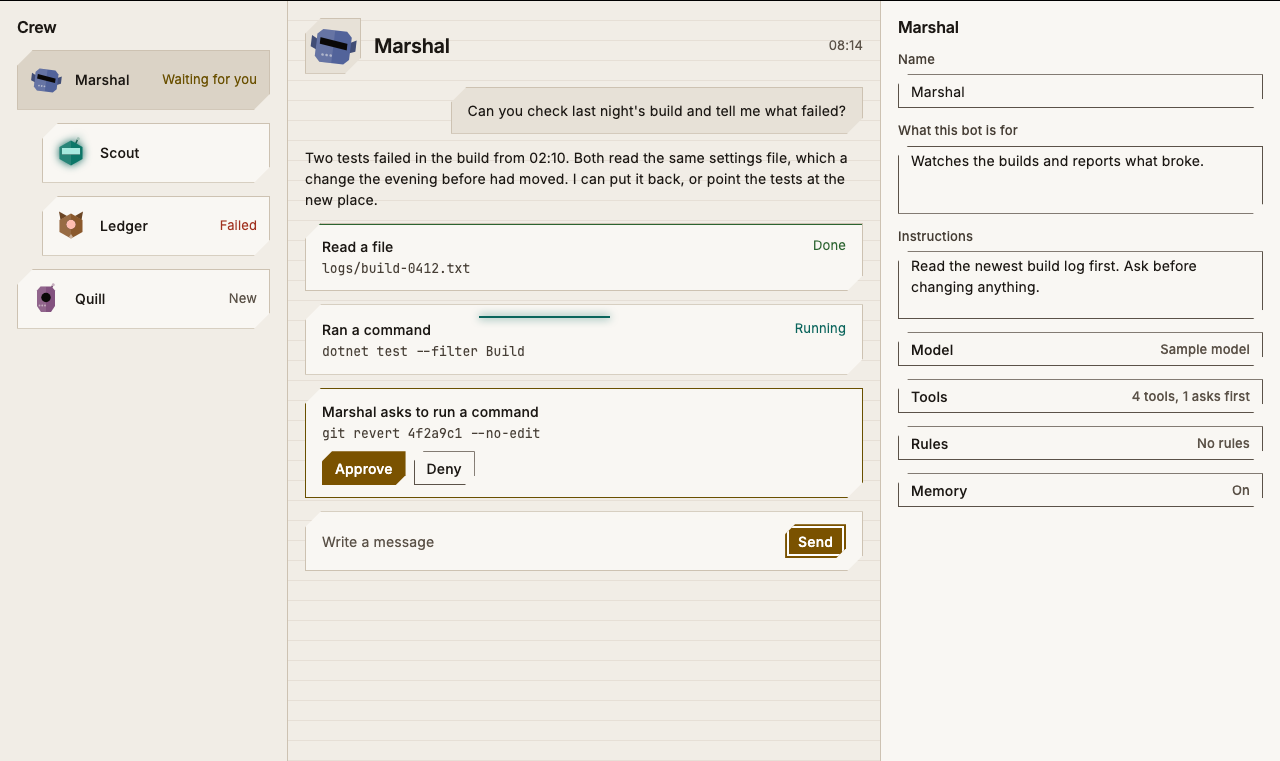 Crew
Marshal
Waiting for you
Scout
Ledger
Failed
Quill
New
Marshal
08:14
Can you check last night's build and tell me what failed?
Two tests failed in the build from 02:10. Both read the same settings file, which a
change the evening before had moved. I can put it back, or point the tests at the
new place.
Read a file
Done
logs/build-0412.txt
Ran a command
Running
dotnet test --filter Build
Marshal asks to run a command
git revert 4f2a9c1 --no-edit
Approve
Deny
Write a message
Send
Marshal
Name
Marshal
What this bot is for
Watches the builds and reports what broke.
Instructions
Read the newest build log first. Ask before
changing anything.
Model
Sample model
Tools
4 tools, 1 asks first
Rules
No rules
Memory
On